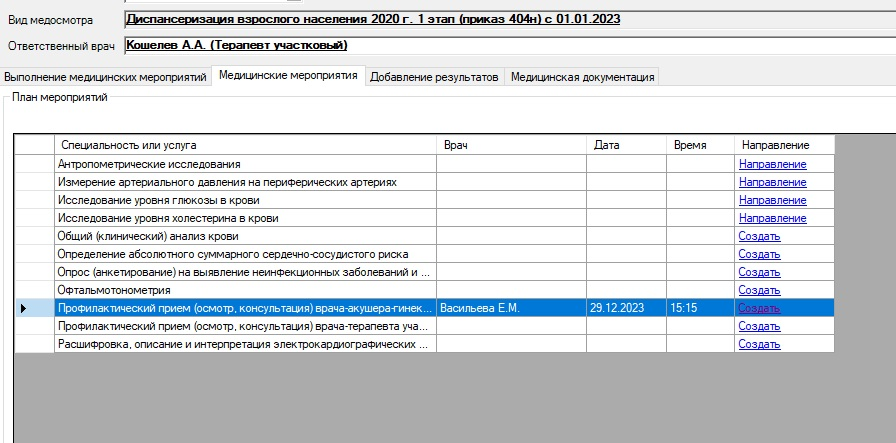 Вид медосмотра Диспансеризация взрослого населения 2020 г. 1 этап (приказ 404н) с 01.01.2023
Ответственный врач Кошелев А.А. (Терапевт участковый)
Выполнение медицинских мероприятий Медицинские мероприятия Добавление результатов Медицинская документация
План мероприятий
Специальность или услуга Врач Дата Время Направление
Антропометрические исследования Направление
Измерение артериального давления на периферических артериях Направление
Исследование уровня глюкозы в крови Направление
Исследование уровня холестерина в крови Направление
Общий (клинический) анализ крови Создать
Определение абсолютного суммарного сердечно-сосудистого риска Создать
Опрос (анкетирование) на выявление неинфекционных заболеваний и ... Создать
Офтальмотонометрия Создать
Профилактический прием (осмотр, консультация) врача-акушера-гинек... Васильева Е.М. 29.12.2023 15:15 Создать
Профилактический прием (осмотр, консультация) врача-терапевта уча... Создать
Расшифровка, описание и интерпретация электрокардиографических ... Создать